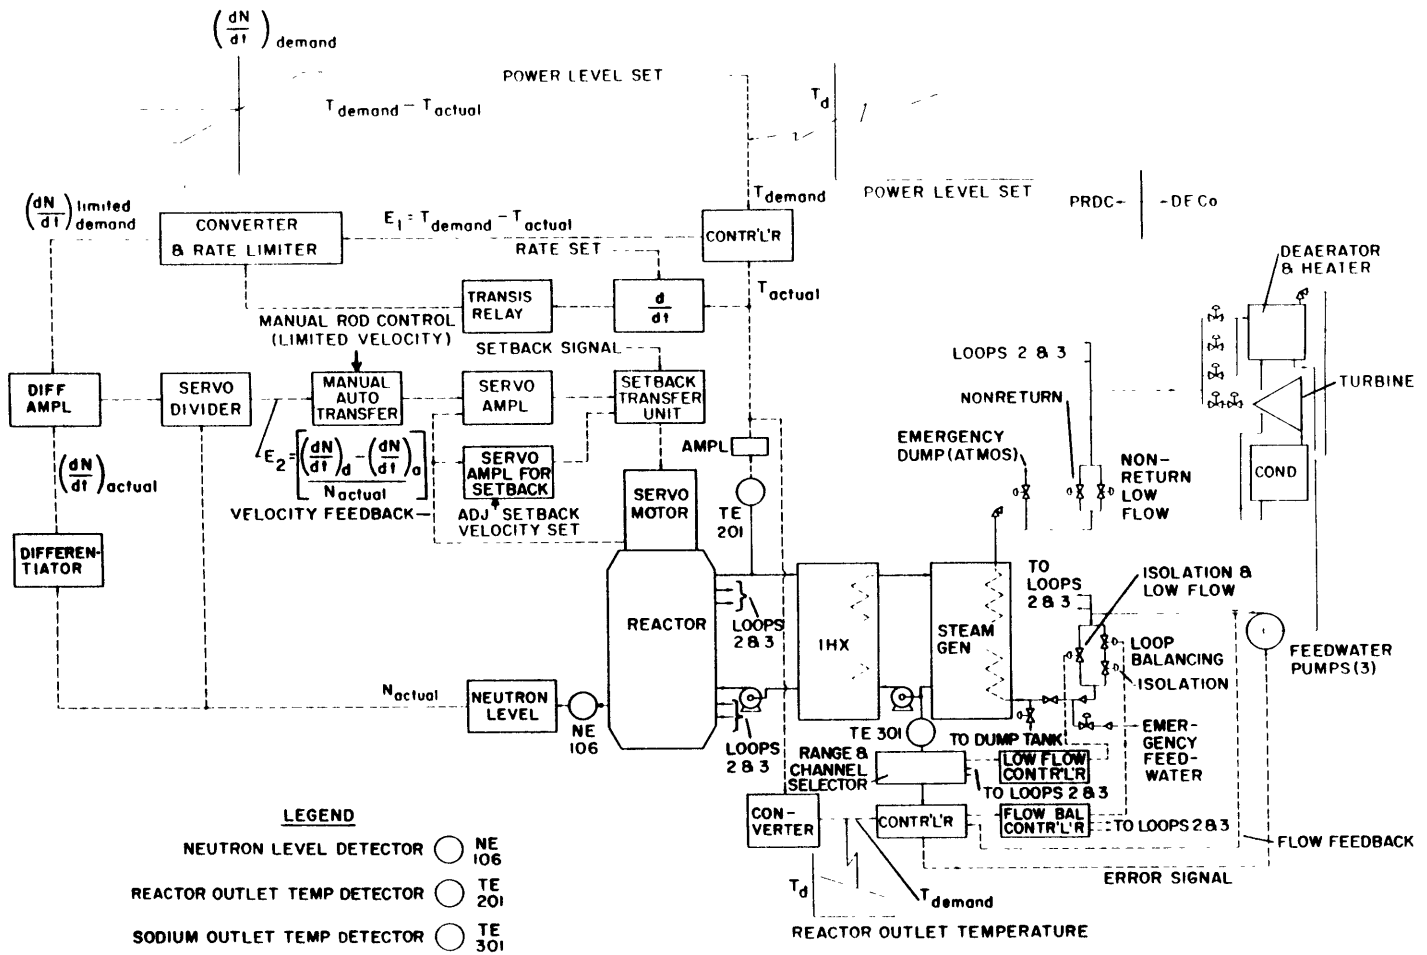 (dN/dt) demand
POWER LEVEL SET
T demand - T actual
T d
(dN/dt) limited demand
CONVERTER
& RATE LIMITER
E 1 = T demand - T actual
RATE SET
T demand
CONTR'L'R
POWER LEVEL SET
PRDC
DECo
T actual
DEAERATOR
& HEATER
TRANSIS
RELAY
d
dt
MANUAL ROD CONTROL
(LIMITED VELOCITY)
SETBACK SIGNAL
LOOPS 2 & 3
TURBINE
DIFF
AMPL
SERVO
DIVIDER
MANUAL
AUTO
TRANSFER
SERVO
AMPL
SETBACK
TRANSFER
UNIT
NONRETURN
EMERGENCY
DUMP (ATMOS)
AMPL
E 2 = [((dN/dt) d - (dN/dt) a) / N actual]
SERVO
AMPL FOR
SETBACK
NON-
RETURN
LOW
FLOW
COND
(dN/dt) actual
VELOCITY FEEDBACK
ADJ SETBACK
VELOCITY SET
SERVO
MOTOR
TE
201
DIFFEREN-
TIATOR
TO
LOOPS
2 & 3
ISOLATION &
LOW FLOW
REACTOR
LOOPS
2 & 3
IHX
STEAM
GEN
LOOP
BALANCING
ISOLATION
FEEDWATER
PUMPS (3)
N actual
NEUTRON
LEVEL
NE
106
LOOPS
2 & 3
TE 301
TO DUMP TANK
EMER-
GENCY
FEED-
WATER
RANGE &
CHANNEL
SELECTOR
LOW FLOW
CONTR'L'R
TO LOOPS 2 & 3
CON-
VERTER
CONTR'L'R
FLOW BAL
CONTR'L'R
TO LOOPS 2 & 3
FLOW FEEDBACK
ERROR SIGNAL
T d
T demand
REACTOR OUTLET TEMPERATURE
LEGEND
NEUTRON LEVEL DETECTOR NE 106
REACTOR OUTLET TEMP DETECTOR TE 201
SODIUM OUTLET TEMP DETECTOR TE 301